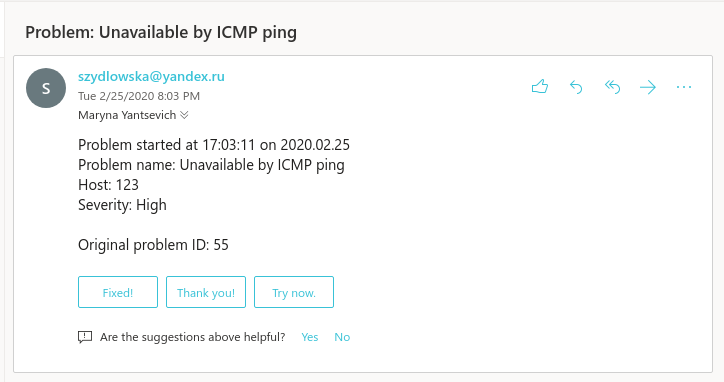 Problem: Unavailable by ICMP ping
S
szydlowska@yandex.ru
Tue 2/25/2020 8:03 PM
Maryna Yantsevich
Problem started at 17:03:11 on 2020.02.25
Problem name: Unavailable by ICMP ping
Host: 123
Severity: High
Original problem ID: 55
Fixed! Thank you! Try now.
Are the suggestions above helpful? Yes No